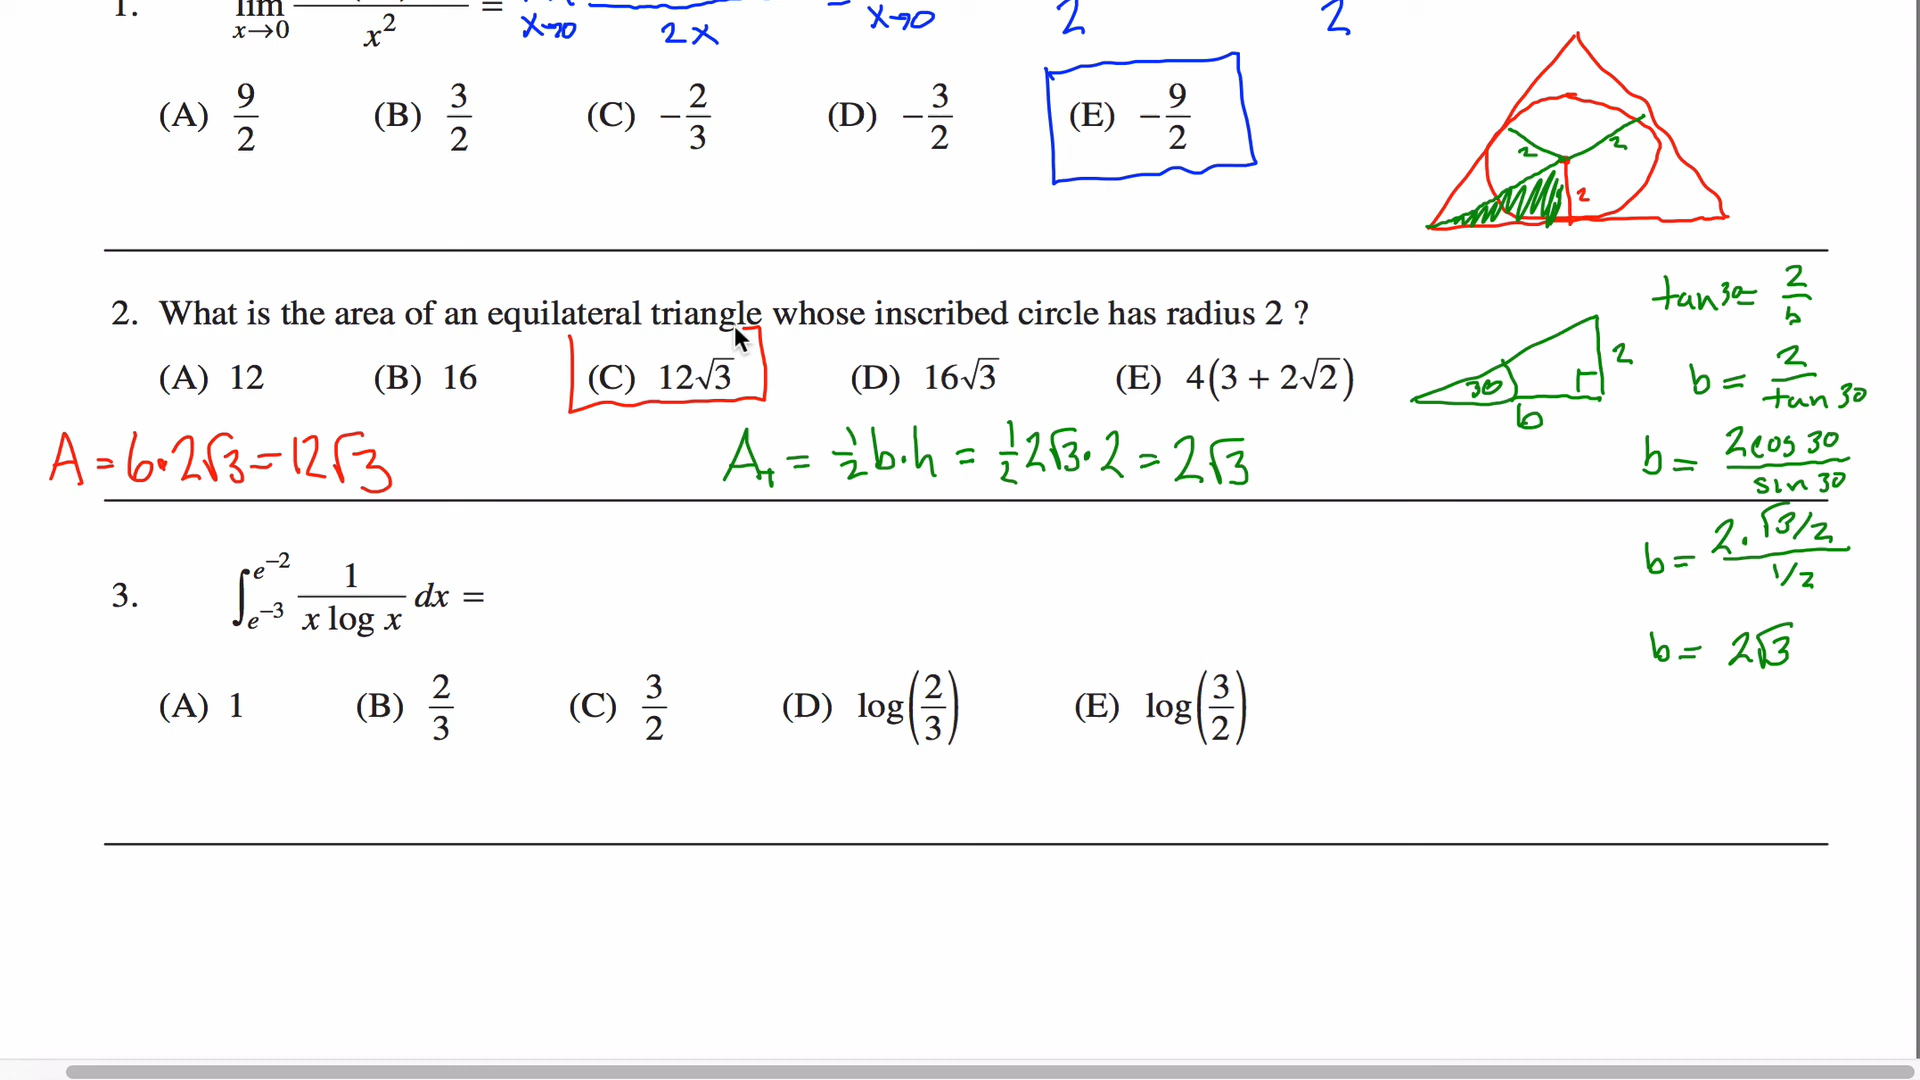 1. lim x→0 x² = x→0 2x = x→0 2 2
(A) 9/2 (B) 3/2 (C) −2/3 (D) −3/2 (E) −9/2
2 2 2
2. What is the area of an equilateral triangle whose inscribed circle has radius 2 ?
(A) 12 (B) 16 (C) 12√3 (D) 16√3 (E) 4(3 + 2√2)
A = 6·2√3 = 12√3
A = ½b·h = ½2√3·2 = 2√3
30 2 b
tan30 = 2/b
b = 2/tan 30
b = 2cos 30/sin 30
b = 2·√3/2/1/2
b = 2√3
3. ∫e⁻³ e⁻² 1/(x log x) dx =
(A) 1 (B) 2/3 (C) 3/2 (D) log(2/3) (E) log(3/2)